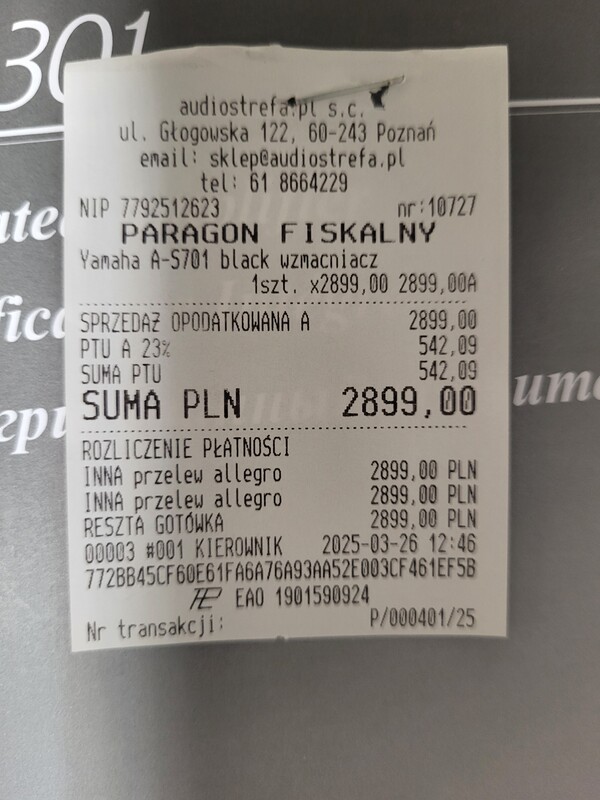 301
audiostrefa.pl s.c.
ul. Głogowska 122, 60-243 Poznań
email: sklep@audiostrefa.pl
tel: 61 8664229
NIP 7792512623 nr:10727
PARAGON FISKALNY
Yamaha A-S701 black wzmacniacz
1szt. x2899,00 2899,00A
SPRZEDAŻ OPODATKOWANA A 2899,00
PTU A 23% 542,09
SUMA PTU 542,09
SUMA PLN 2899,00
ROZLICZENIE PŁATNOŚCI
INNA przelew allegro 2899,00 PLN
INNA przelew allegro 2899,00 PLN
RESZTA GOTÓWKA 2899,00 PLN
00003 #001 KIEROWNIK 2025-03-26 12:46
772BB45CF60E61FA6A76A93AA52E003CF461EF5B
EAO 1901590924
Nr transakcji: P/000401/25